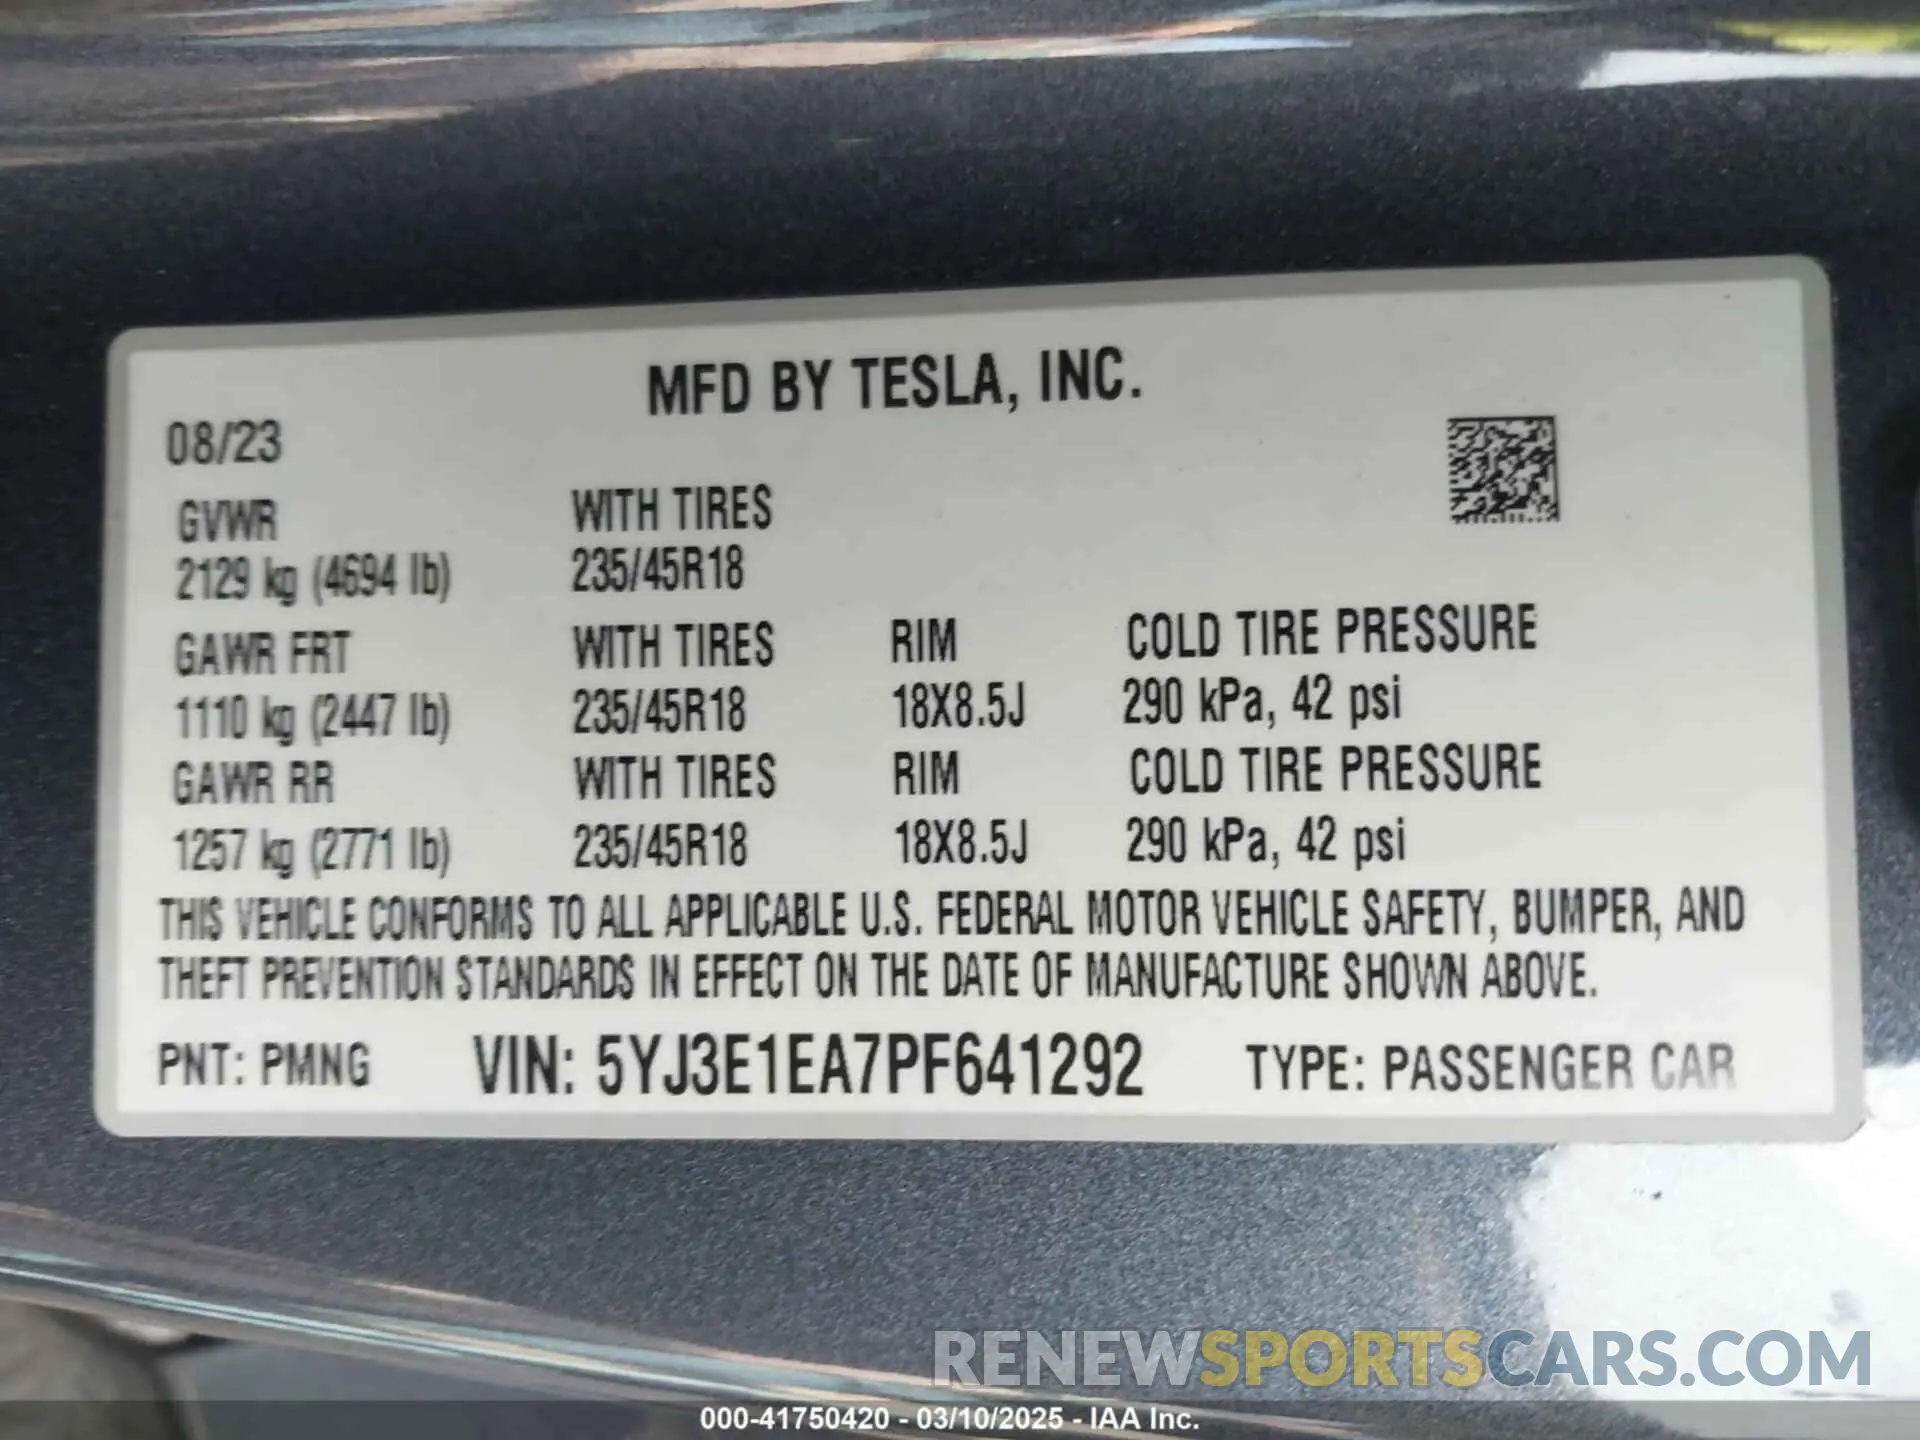 MFD BY TESLA, INC.
08/23
GVWR WITH TIRES
2129 kg (4694 lb) 235/45R18
GAWR FRT WITH TIRES RIM COLD TIRE PRESSURE
1110 kg (2447 lb) 235/45R18 18X8.5J 290 kPa, 42 psi
GAWR RR WITH TIRES RIM COLD TIRE PRESSURE
1257 kg (2771 lb) 235/45R18 18X8.5J 290 kPa, 42 psi
THIS VEHICLE CONFORMS TO ALL APPLICABLE U.S. FEDERAL MOTOR VEHICLE SAFETY, BUMPER, AND
THEFT PREVENTION STANDARDS IN EFFECT ON THE DATE OF MANUFACTURE SHOWN ABOVE.
PNT: PMNG VIN: 5YJ3E1EA7PF641292 TYPE: PASSENGER CAR
RENEWSPORTSCARS.COM
000-41750420 - 03/10/2025 - IAA Inc.